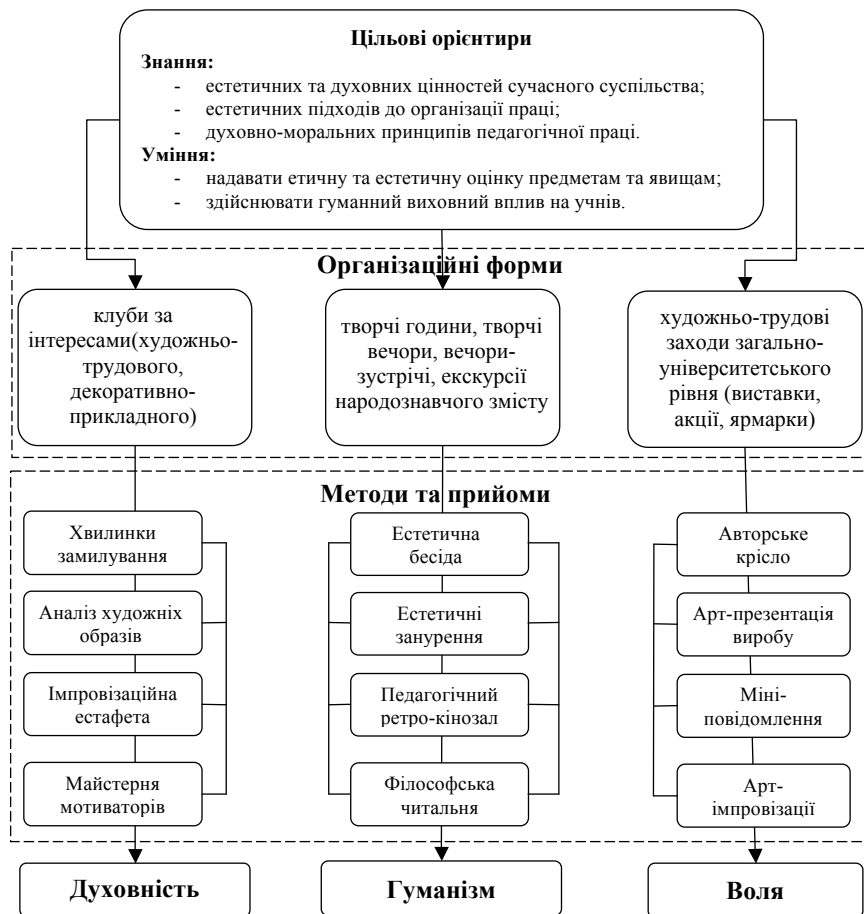 Цільові орієнтири
Знання:
- естетичних та духовних цінностей сучасного суспільства;
- естетичних підходів до організації праці;
- духовно-моральних принципів педагогічної праці.
Уміння:
- надавати етичну та естетичну оцінку предметам та явищам;
- здійснювати гуманний виховний вплив на учнів.
Організаційні форми
клуби за
інтересами(художньо-
трудового,
декоративно-
прикладного)
творчі години, творчі
вечори, вечори-
зустрічі, екскурсії
народознавчого змісту
художньо-трудові
заходи загально-
університетського
рівня (виставки,
акції, ярмарки)
Методи та прийоми
Хвилинки
замилування
Аналіз художніх
образів
Імпровізаційна
естафета
Майстерня
мотиваторів
Естетична
бесіда
Естетичні
занурення
Педагогічний
ретро-кінозал
Філософська
читальня
Авторське
крісло
Арт-презентація
виробу
Міні-
повідомлення
Арт-
імпровізації
Духовність
Гуманізм
Воля